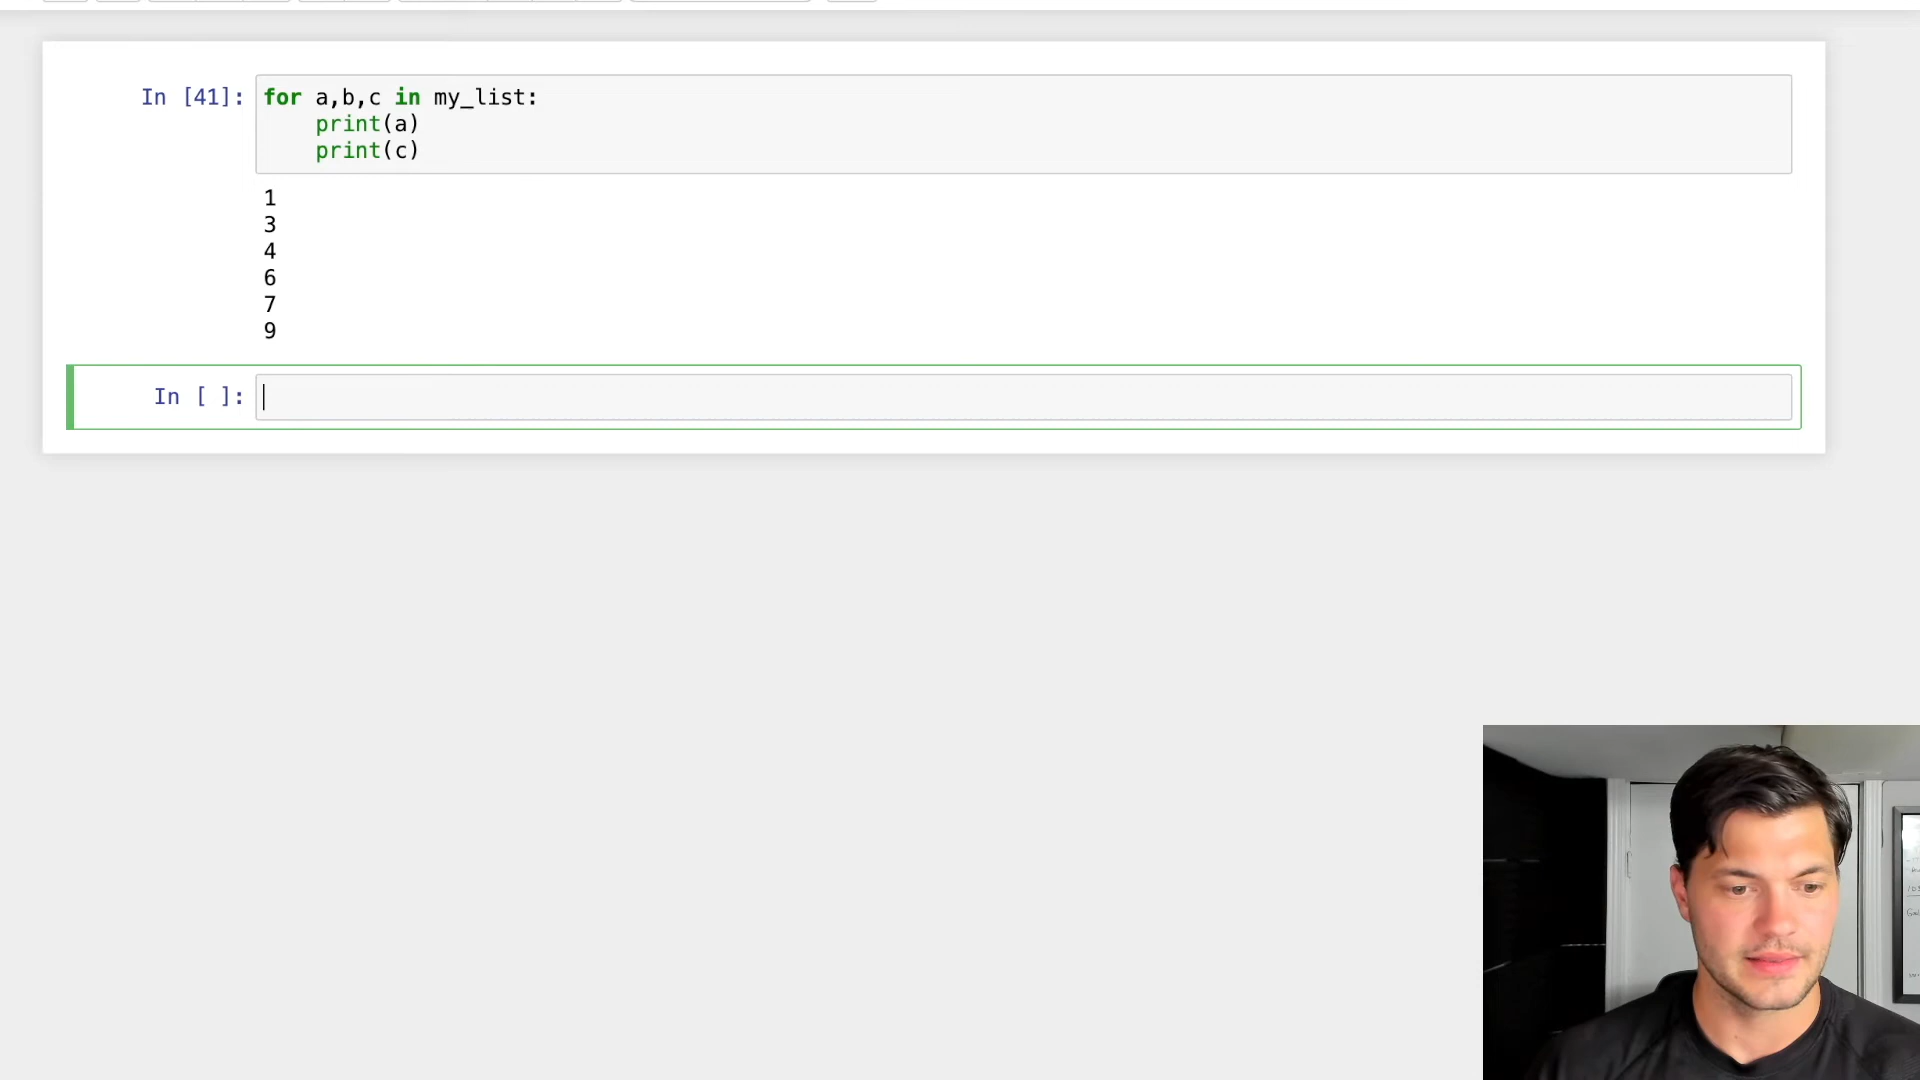 In [41]: for a,b,c in my_list:
    print(a)
    print(c)
1
3
4
6
7
9
In [ ]: